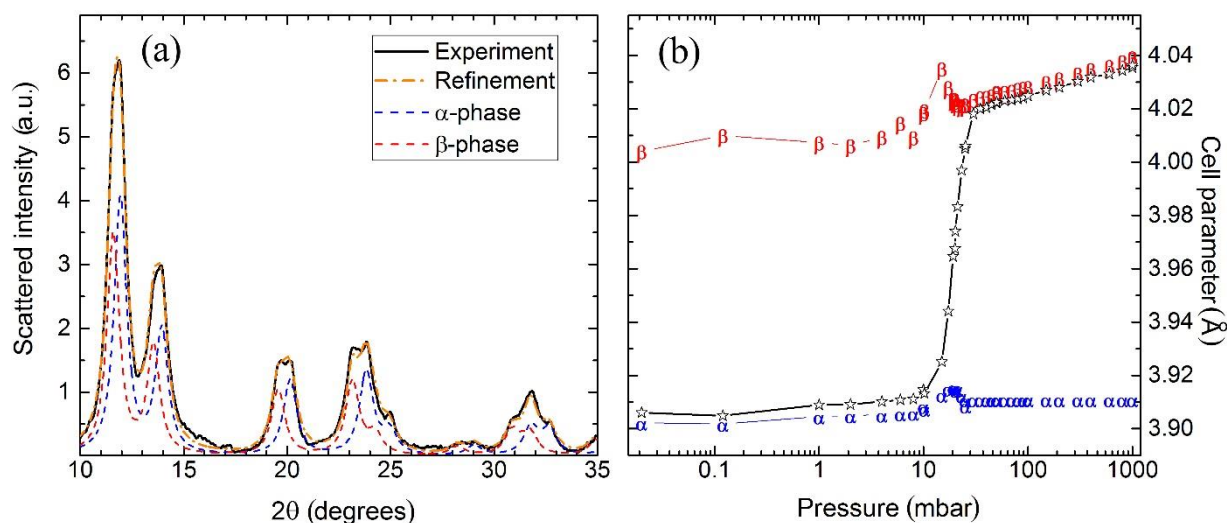 (a)
Experiment
Refinement
α-phase
β-phase
Scattered intensity (a.u.)
6
5
4
3
2
1
10 15 20 25 30 35
2θ (degrees)
(b)
β β β β β β β β β β β β β β β β β β β β β β β β β β β β β β
α α α α α α α α α α α α α α α α α α α α α α α α α α α α
4.04
4.02
4.00
3.98
3.96
3.94
3.92
3.90
Cell parameter (Å)
0.1 1 10 100 1000
Pressure (mbar)